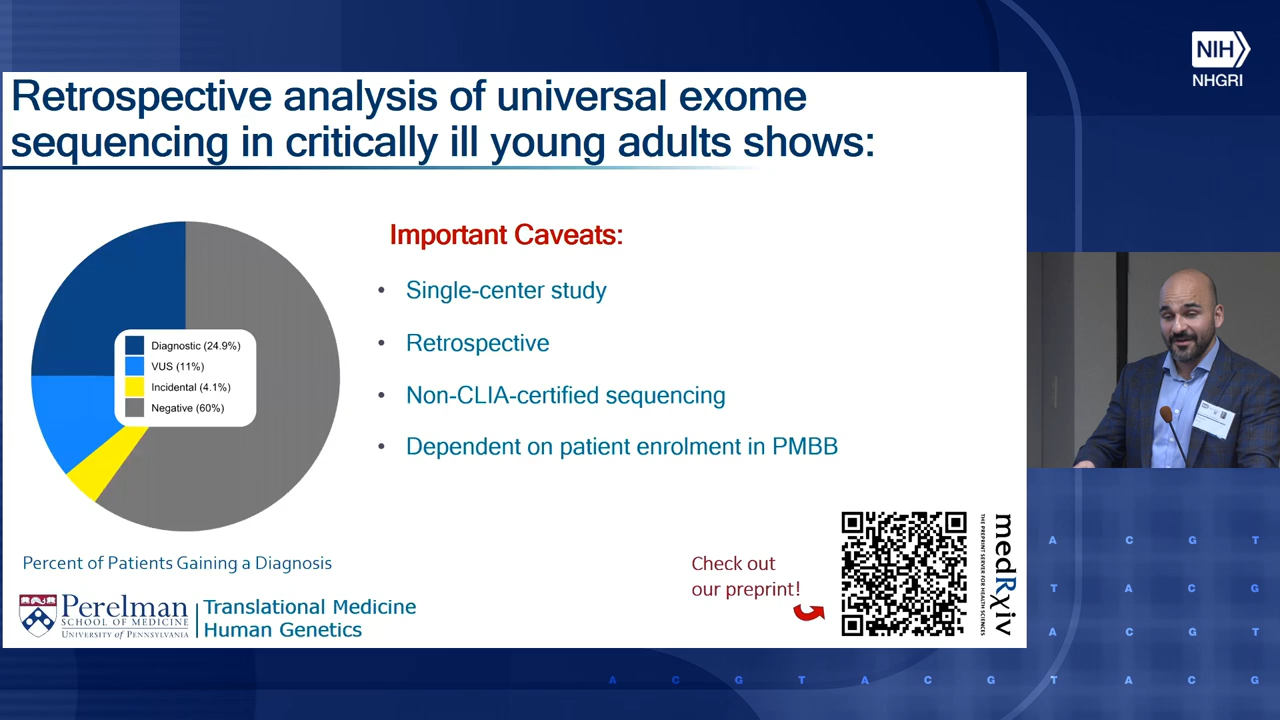 NIH
NHGRI
Retrospective analysis of universal exome
sequencing in critically ill young adults shows:
Important Caveats:
• Single-center study
• Retrospective
• Non-CLIA-certified sequencing
• Dependent on patient enrolment in PMBB
Diagnostic (24.9%)
VUS (11%)
Incidental (4.1%)
Negative (60%)
Percent of Patients Gaining a Diagnosis
Check out
our preprint!
medRxiv
THE PREPRINT SERVER FOR HEALTH SCIENCES
Perelman
SCHOOL OF MEDICINE
UNIVERSITY OF PENNSYLVANIA
Translational Medicine
Human Genetics
A C G T
T A C G
A C G T
A C G T A C G T A C G